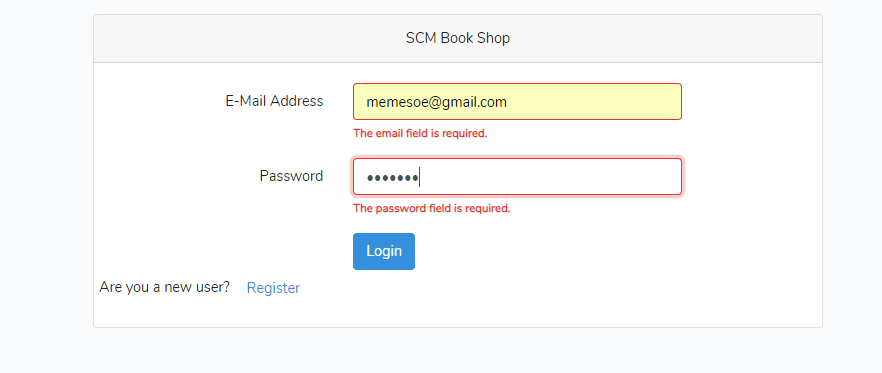 SCM Book Shop
E-Mail Address memesoe@gmail.com
The email field is required.
Password •••••••
The password field is required.
Login
Are you a new user? Register